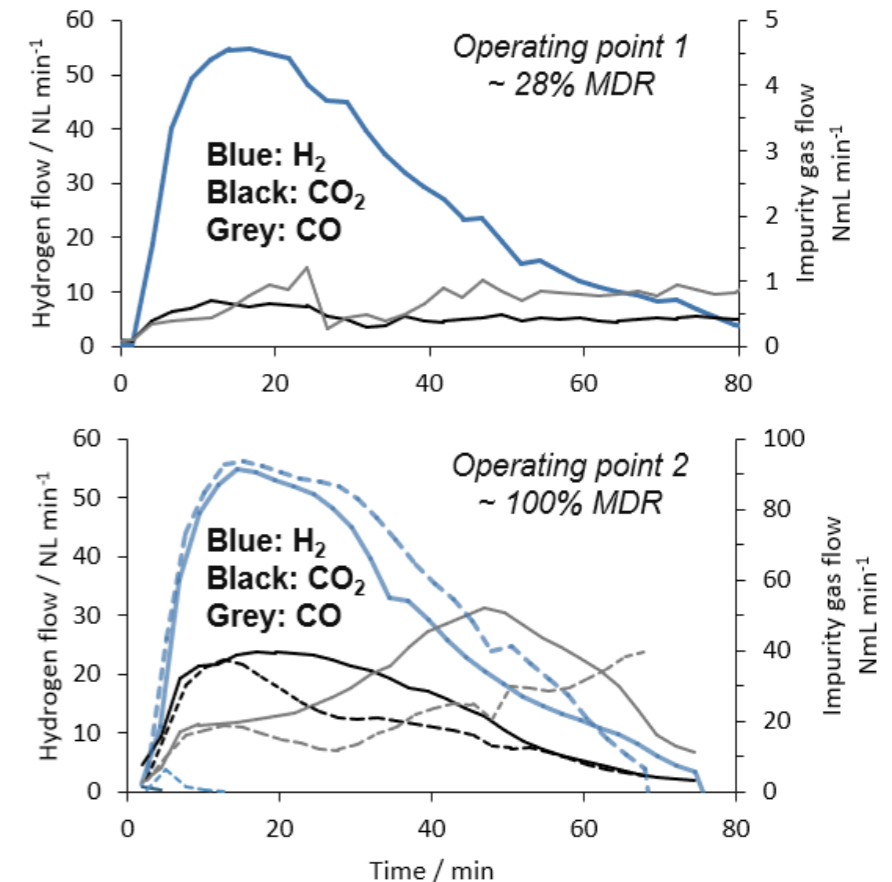 Operating point 1
~ 28% MDR
Blue: H₂
Black: CO₂
Grey: CO
Hydrogen flow / NL min⁻¹
60
50
40
30
20
10
0
Impurity gas flow
NmL min⁻¹
5
4
3
2
1
0
0 20 40 60 80
Operating point 2
~ 100% MDR
Blue: H₂
Black: CO₂
Grey: CO
Hydrogen flow / NL min⁻¹
60
50
40
30
20
10
0
Impurity gas flow
NmL min⁻¹
100
80
60
40
20
0
0 20 40 60 80
Time / min